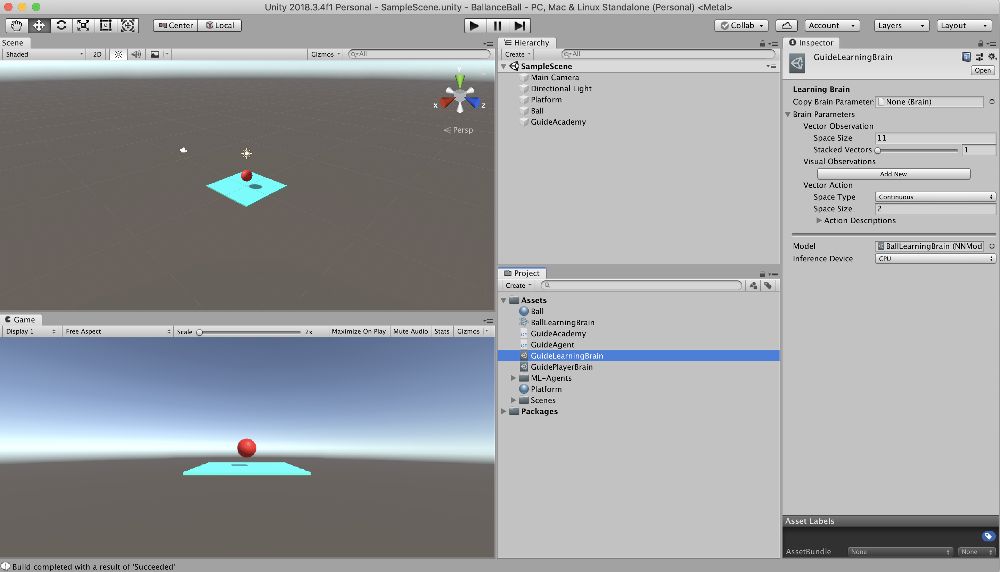 Unity 2018.3.4f1 Personal - SampleScene.unity - BallanceBall - PC, Mac & Linux Standalone (Personal) <Metal>
Center Local Collab Account Layers Layout
Scene
Shaded 2D Gizmos All
y
x z
Persp
Game
Display 1 Free Aspect Scale 2x Maximize On Play Mute Audio Stats Gizmos
Hierarchy
Create All
SampleScene
Main Camera
Directional Light
Platform
Ball
GuideAcademy
Project
Create
Assets
Ball
BallLearningBrain
C# GuideAcademy
C# GuideAgent
GuideLearningBrain
GuidePlayerBrain
ML-Agents
Platform
Scenes
Packages
Inspector
GuideLearningBrain
Open
Learning Brain
Copy Brain Parameter: None (Brain)
Brain Parameters
Vector Observation
Space Size 11
Stacked Vectors 1
Visual Observations
Add New
Vector Action
Space Type Continuous
Space Size 2
Action Descriptions
Model BallLearningBrain (NNMod
Inference Device CPU
Asset Labels
AssetBundle None None
Build completed with a result of 'Succeeded'